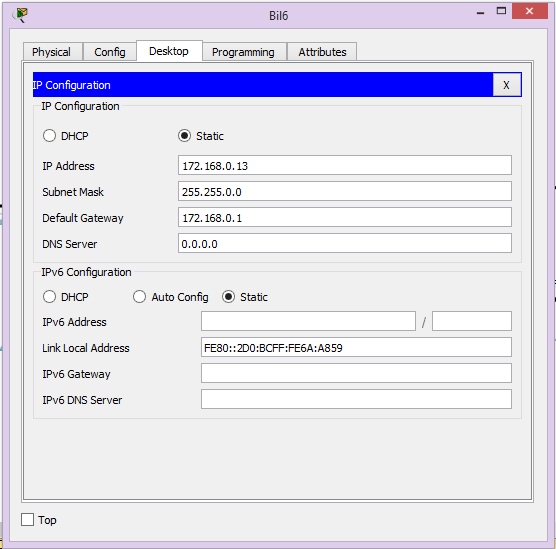 Bil6
Physical Config Desktop Programming Attributes
IP Configuration X
IP Configuration
DHCP Static
IP Address 172.168.0.13
Subnet Mask 255.255.0.0
Default Gateway 172.168.0.1
DNS Server 0.0.0.0
IPv6 Configuration
DHCP Auto Config Static
IPv6 Address /
Link Local Address FE80::2D0:BCFF:FE6A:A859
IPv6 Gateway
IPv6 DNS Server
Top